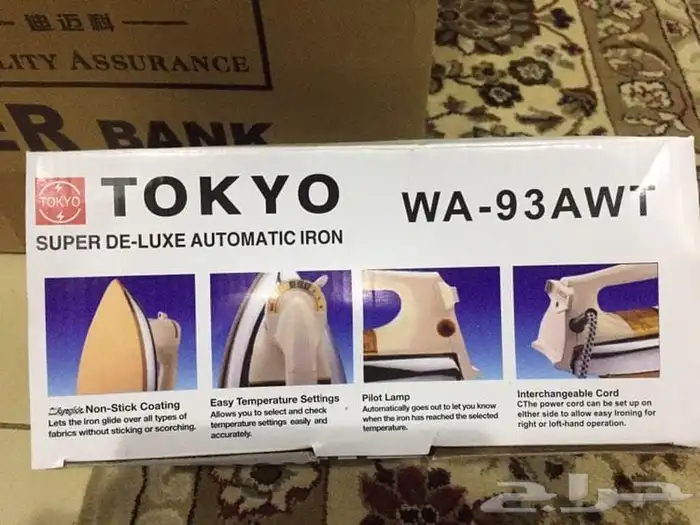 迪迈科
LITY ASSURANCE
ER BANK
TOKYO
TOKYO
WA-93AWT
SUPER DE-LUXE AUTOMATIC IRON
Non-Stick Coating
Lets the iron glide over all types of
fabrics without sticking or scorching.
Easy Temperature Settings
Allows you to select and check
temperature settings easily and
accurately.
Pilot Lamp
Automatically goes out to let you know
when the iron has reached the selected
temperature.
Interchangeable Cord
CThe power cord can be set up on
either side to allow easy Ironing for
right or loft-hand operation.
حراج